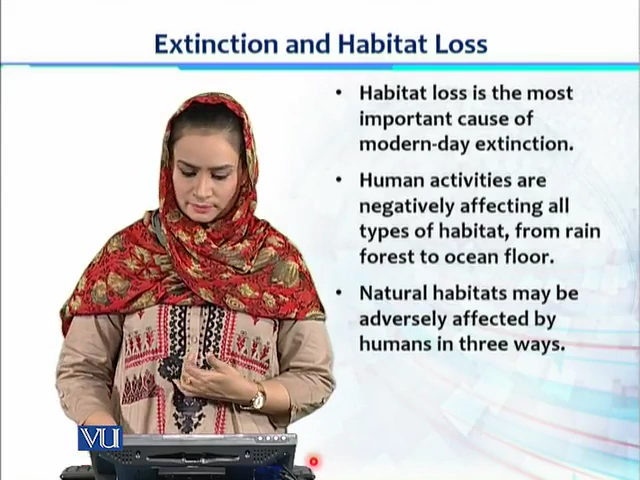 Extinction and Habitat Loss
• Habitat loss is the most
important cause of
modern-day extinction.
• Human activities are
negatively affecting all
types of habitat, from rain
forest to ocean floor.
• Natural habitats may be
adversely affected by
humans in three ways.
VU